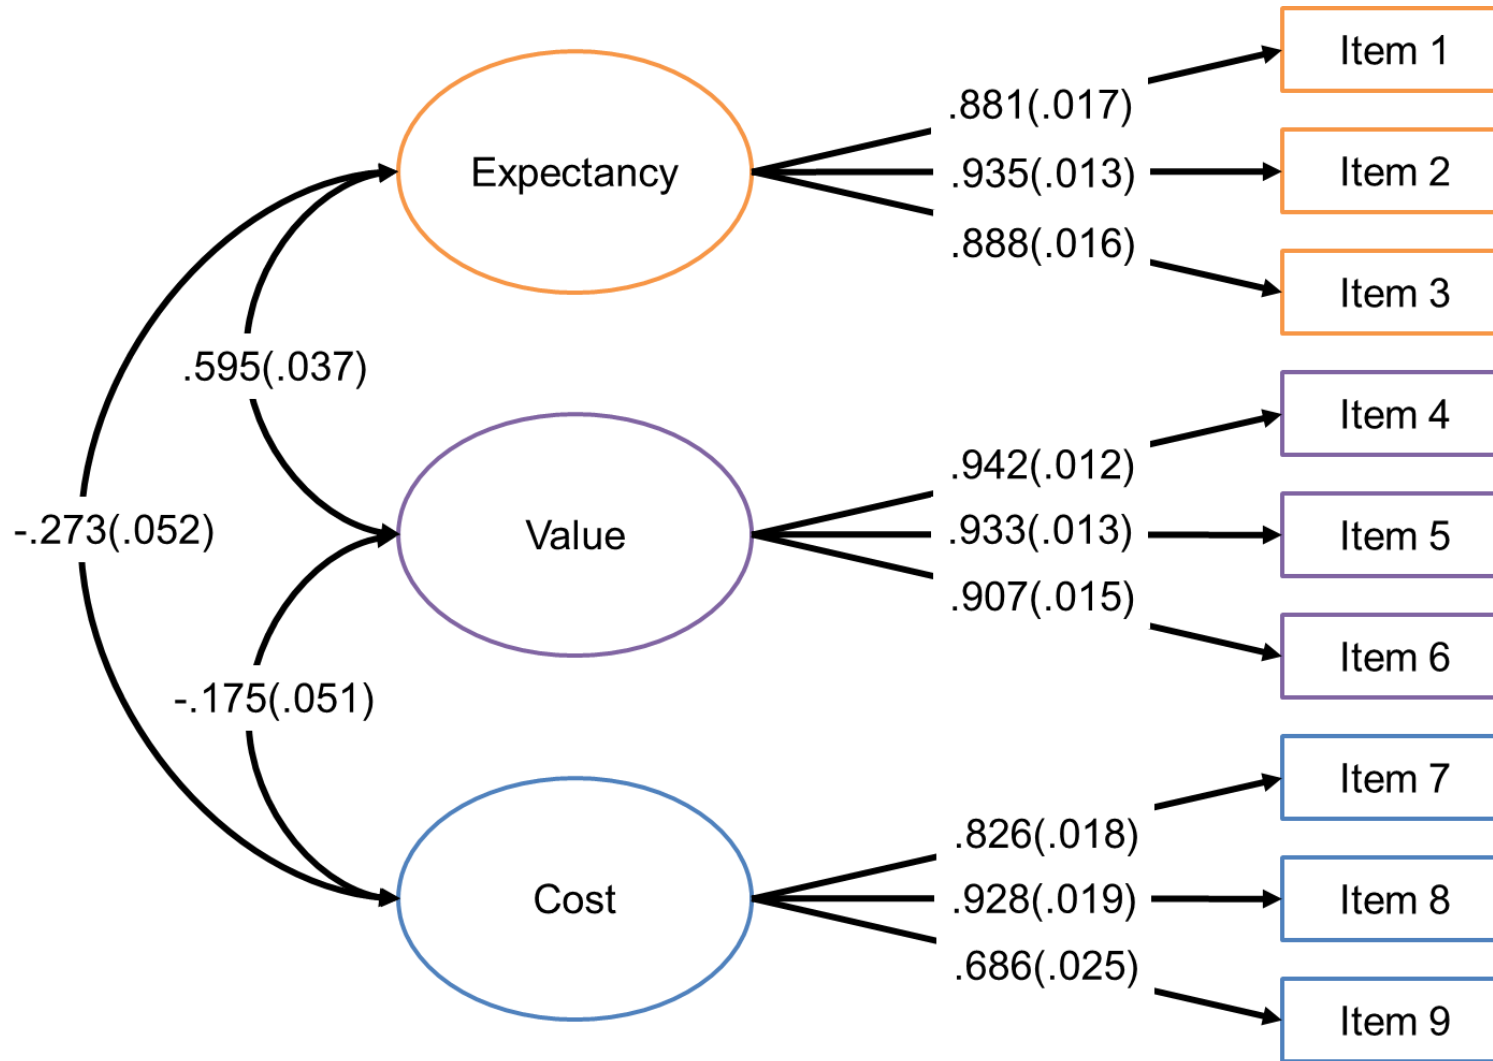 Item 1
.881(.017)
Expectancy
.935(.013)
Item 2
.888(.016)
Item 3
.595(.037)
Item 4
.942(.012)
-.273(.052)
Value
.933(.013)
Item 5
.907(.015)
Item 6
-.175(.051)
Item 7
.826(.018)
Cost
.928(.019)
Item 8
.686(.025)
Item 9